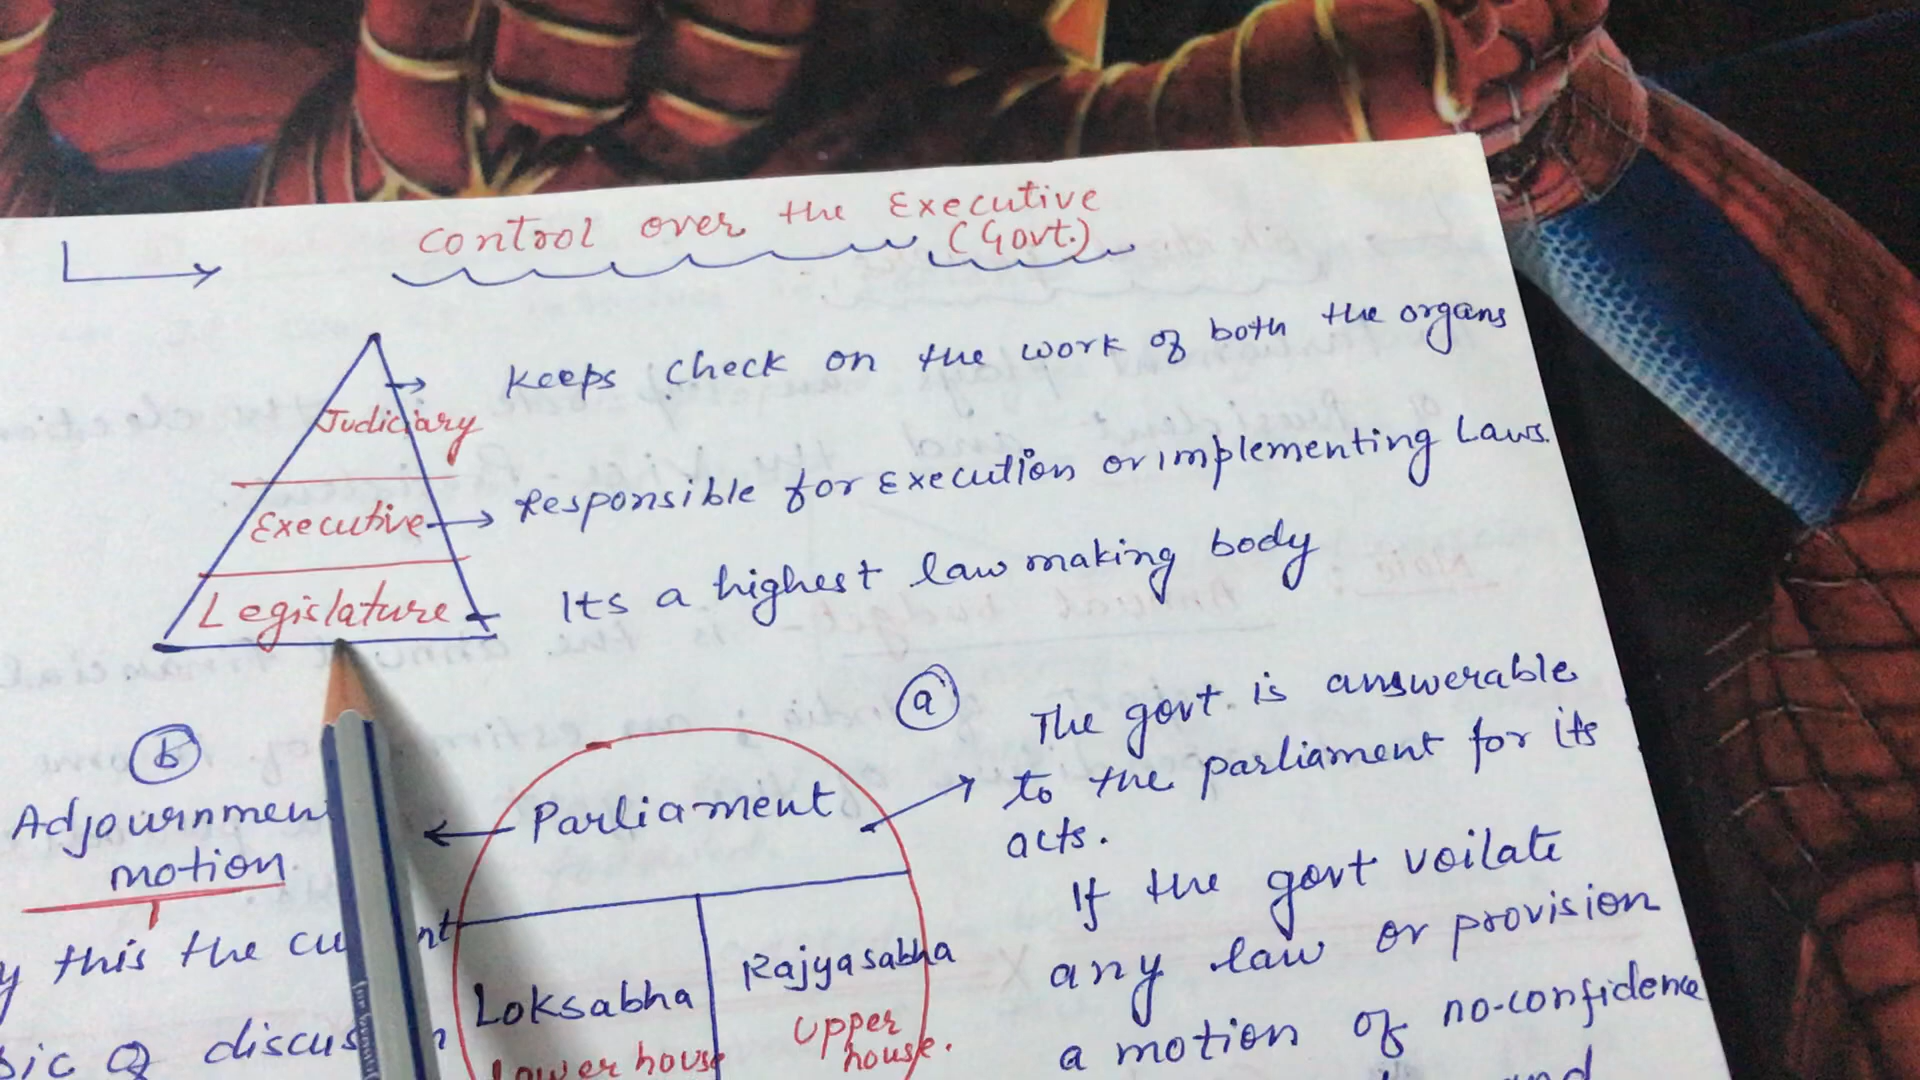 Control over the Executive
(Govt.)
Judiciary
Keeps check on the work of both the organs
Executive
Responsible for Execution or implementing Laws.
Legislature
Its a highest law making body
b
Adjournmen
motion
this the cu nt
discus n
Parliament
Loksabha
Lower house
Rajyasabha
Upper
house.
a
The govt is answerable
to the parliament for its
acts.
If the govt voilate
any law or provision
a motion of no-confidence
and